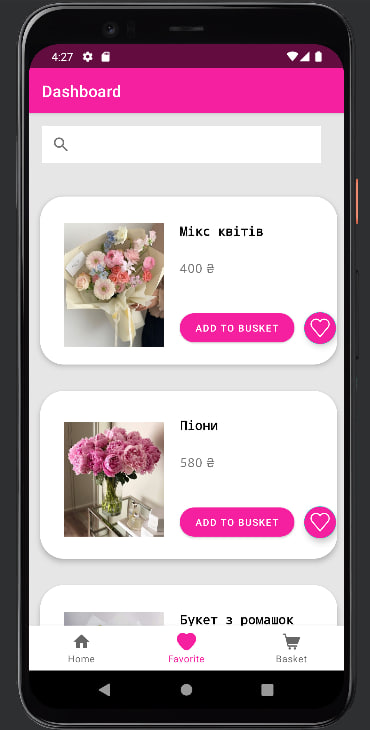 4:27
Dashboard
Мікс квітів
400 ₴
ADD TO BUSKET
Піони
580 ₴
ADD TO BUSKET
Букет з ромашок
Home
Favorite
Basket